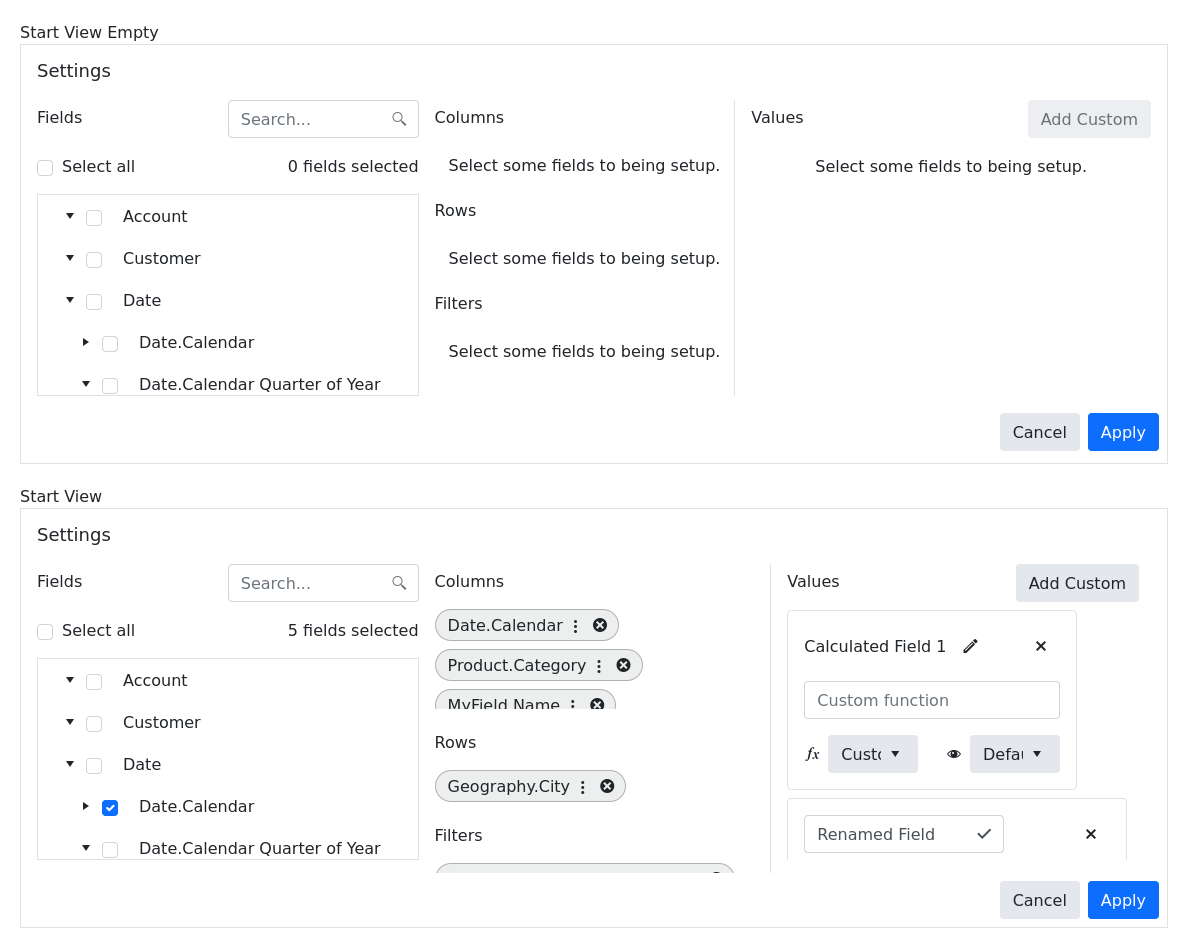 Start View Empty
Settings
Fields
Search...
Select all
0 fields selected
Account
Customer
Date
Date.Calendar
Date.Calendar Quarter of Year
Columns
Select some fields to being setup.
Rows
Select some fields to being setup.
Filters
Select some fields to being setup.
Values
Add Custom
Select some fields to being setup.
Cancel
Apply
Start View
Settings
Fields
Search...
Select all
5 fields selected
Account
Customer
Date
Date.Calendar
Date.Calendar Quarter of Year
Columns
Date.Calendar
Product.Category
MyField.Name
Rows
Geography.City
Filters
Values
Add Custom
Calculated Field 1
Custom function
fx
Custo
Defau
Renamed Field
Cancel
Apply